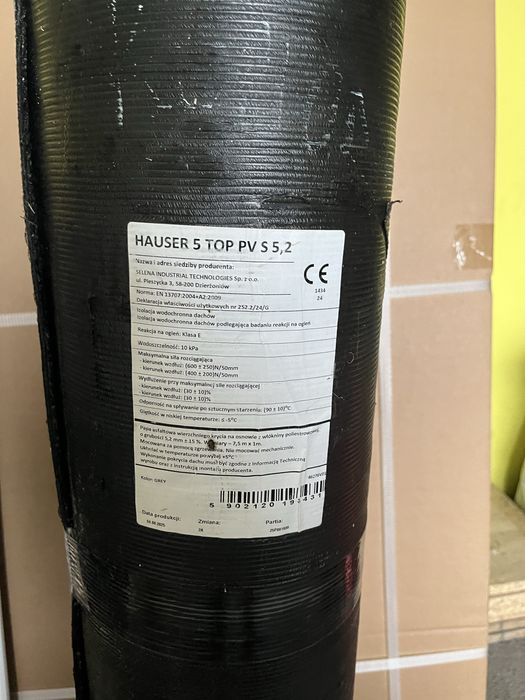 HAUSER 5 TOP PV S 5,2
Nazwa i adres siedziby producenta:
SELENA INDUSTRIAL TECHNOLOGIES Sp. z o.o.
ul. Pieszycka 3, 58-200 Dzierżoniów
CE
1434
24
Norma: EN 13707:2004+A2:2009
Deklaracja właściwości użytkowych nr 252.2/24/G
Izolacja wodochronna dachów
Izolacja wodochronna dachów podlegająca badaniu reakcji na ogień
Reakcja na ogień: Klasa E
Wodoszczelność: 10 kPa
Maksymalna siła rozciągająca
- kierunek wzdłuż: (600 ± 250)N/50mm
- kierunek wzdłuż: (400 ± 200)N/50mm
Wydłużenie przy maksymalnej sile rozciągającej
- kierunek wzdłuż: (30 ± 10)%
- kierunek wzdłuż: (30 ± 10)%
Odporność na spływanie po sztucznym starzeniu: (90 ± 10)°C
Giętkość w niskiej temperaturze: ≤ -5°C
Papa asfaltowa wierzchniego krycia na osnowie z włókniny poliestrowej,
o grubości 5,2 mm ±15 %. Wymiary – 7,5m x 1m.
Mocowana za pomocą zgrzewania. Nie mocować mechanicznie.
Układać w temperaturze powyżej +5°C
Wykonanie pokrycia dachu musi być zgodne z Informacją Techniczną
wyrobu oraz z instrukcją montażu producenta.
Kolor: GREY
5 902120 198431
Data produkcji:
Zmiana:
Partia: